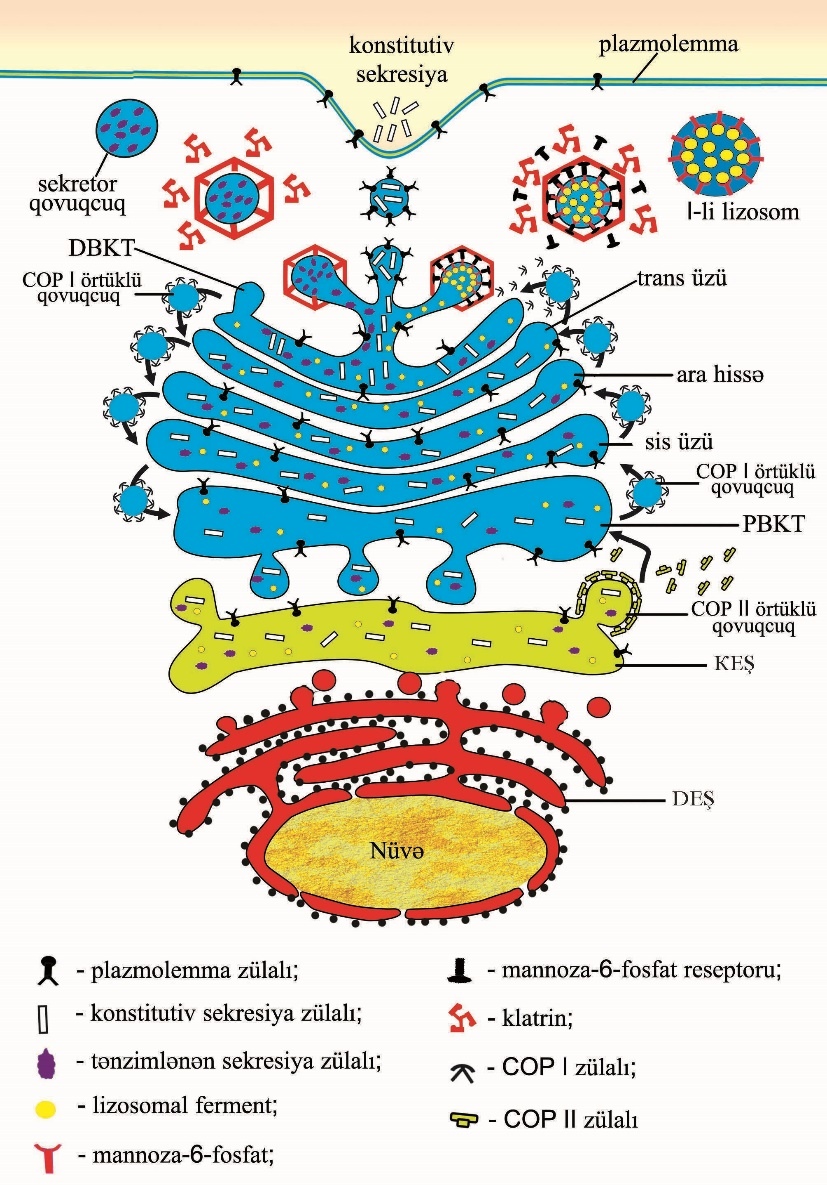 konstitutiv
sekresiya
plazmolemma
sekretor
qovuqcuq
I-li lizosom
DBKT
COP I örtüklü
qovuqcuq
trans üzü
ara hissə
sis üzü
COP I örtüklü
qovuqcuq
PBKT
COP II örtüklü
qovuqcuq
KEŞ
DEŞ
Nüvə
- plazmolemma zülalı;
- konstitutiv sekresiya zülalı;
- tənzimlənən sekresiya zülalı;
- lizosomal ferment;
- mannoza-6-fosfat;
- mannoza-6-fosfat reseptoru;
- klatrin;
- COP I zülalı;
- COP II zülalı